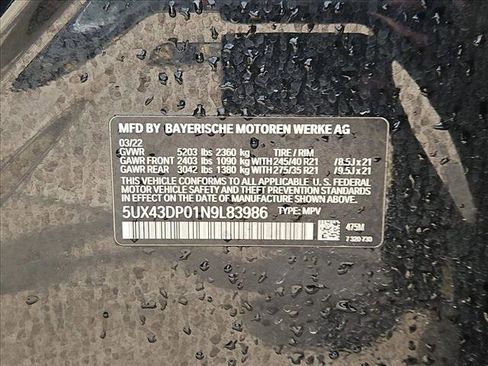 MFD BY BAYERISCHE MOTOREN WERKE AG
03/22
GVWR 5203 lbs 2360 kg TIRE / RIM
GAWR FRONT 2403 lbs 1090 kg WITH 245/40 R21 /8.5J x 21
GAWR REAR 3042 lbs 1380 kg WITH 275/35 R21 /9.5J x 21
THIS VEHICLE CONFORMS TO ALL APPLICABLE
U.S. FEDERAL MOTOR VEHICLE SAFETY AND THEFT
PREVENTION STANDARDS IN EFFECT ON THE
DATE OF MANUFACTURE SHOWN ABOVE.
5UX43DP01N9L83986 TYPE: MPV
475M
7 320 730